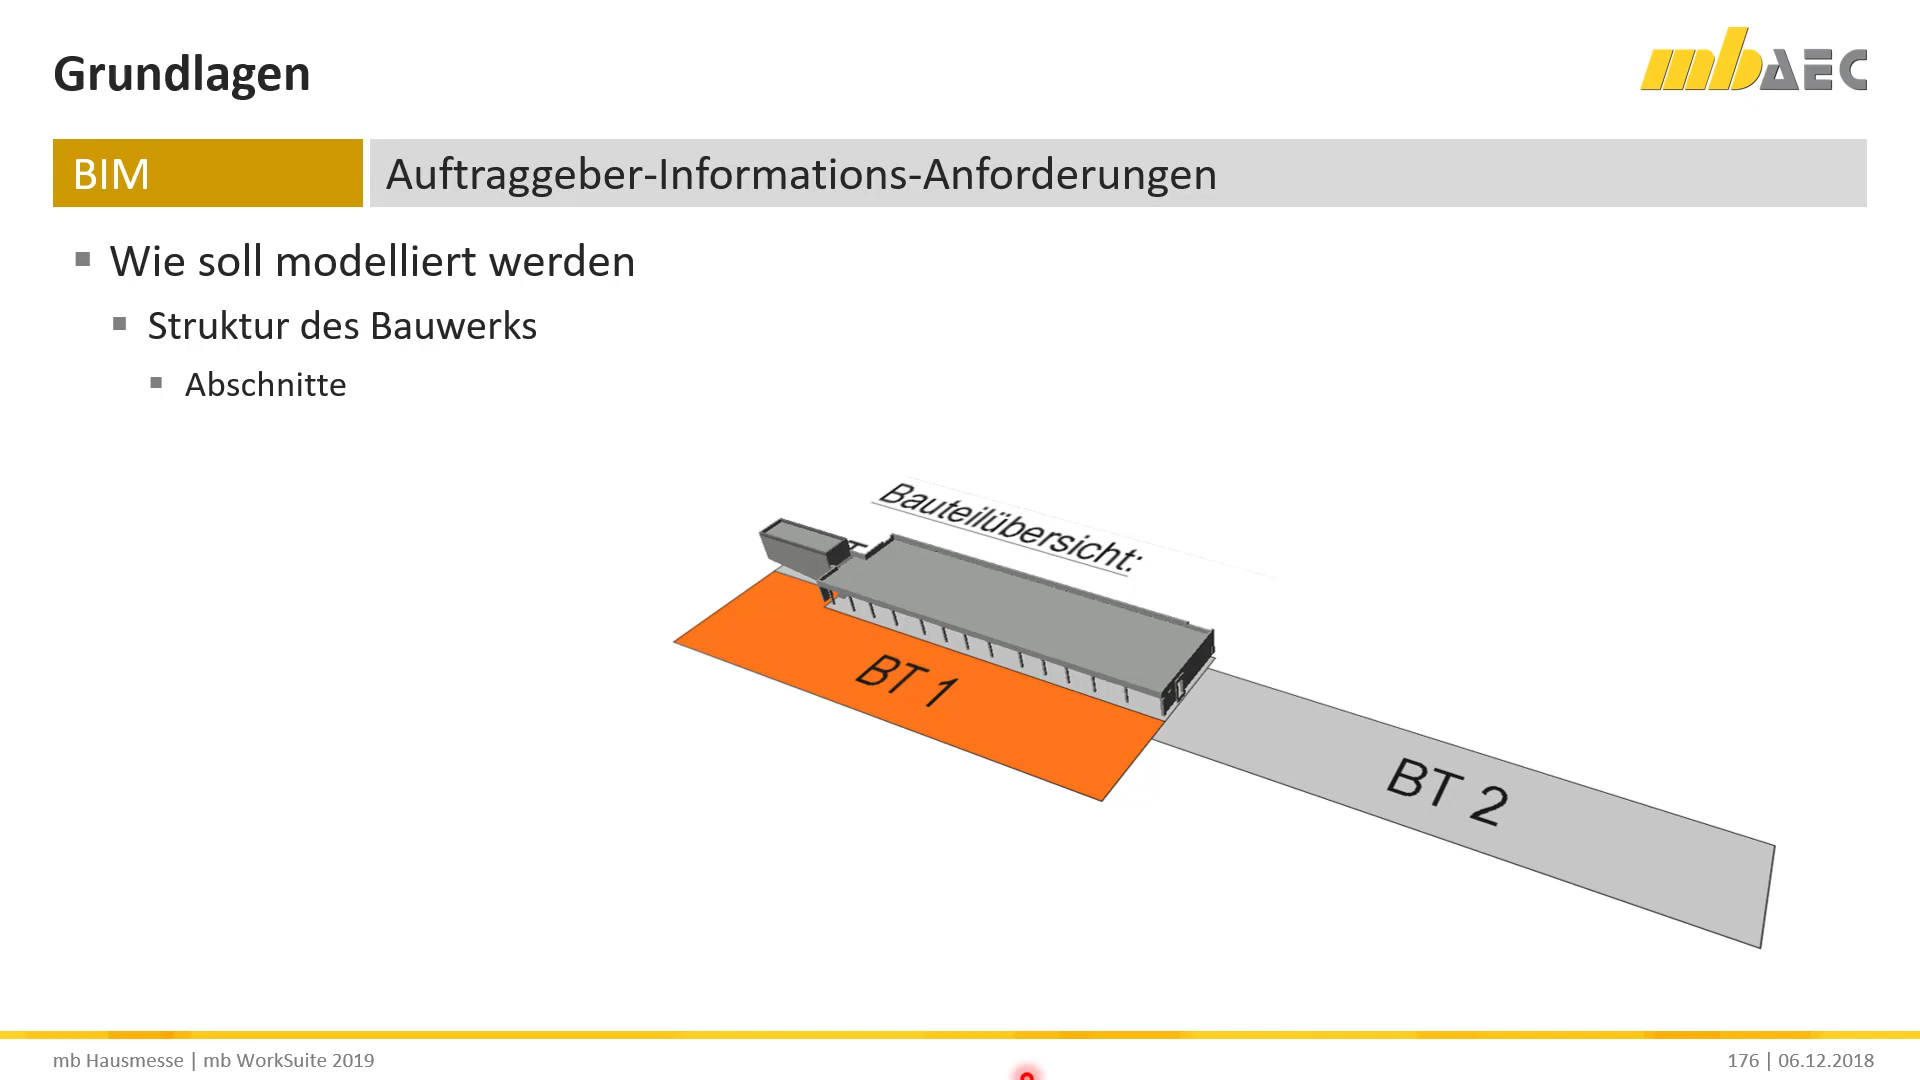 Grundlagen
mbAEC
BIM
Auftraggeber-Informations-Anforderungen
Wie soll modelliert werden
Struktur des Bauwerks
Abschnitte
Bauteilübersicht:
BT 1
BT 2
mb Hausmesse | mb WorkSuite 2019
176 | 06.12.2018